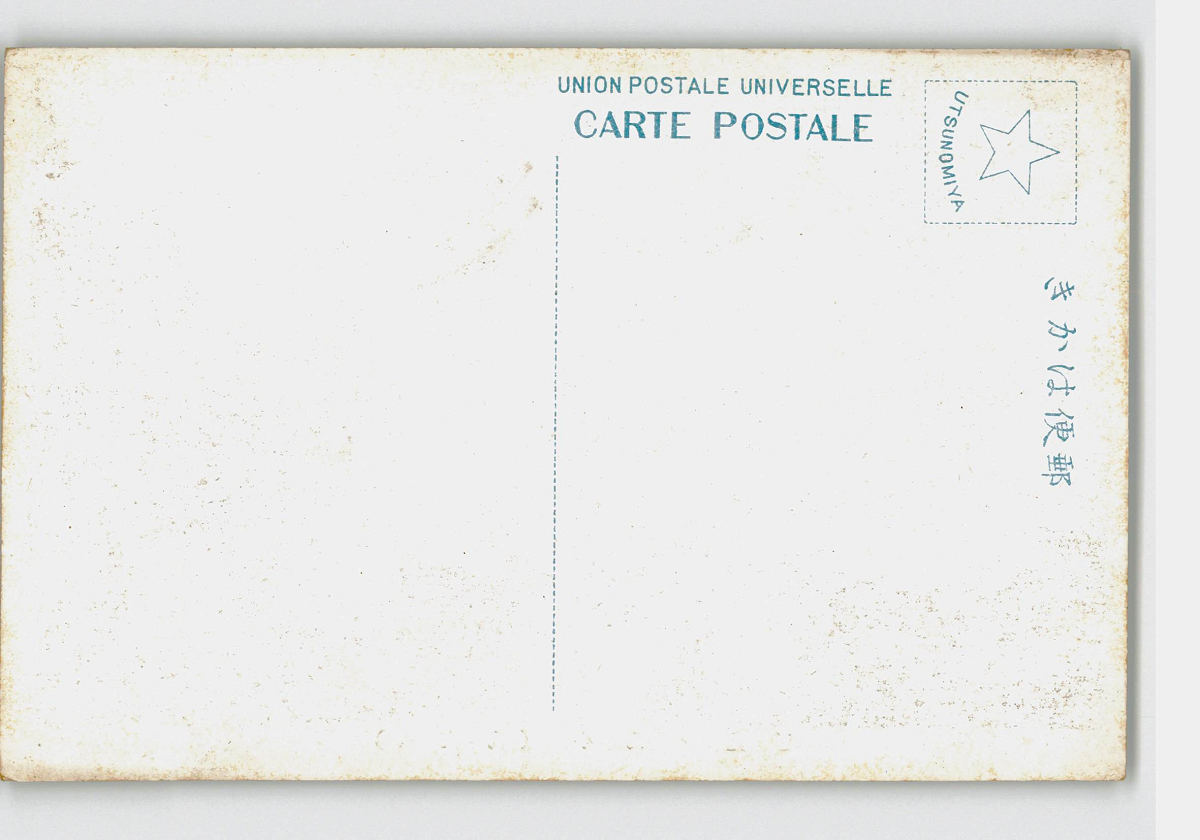 UNION POSTALE UNIVERSELLE
CARTE POSTALE
UTSUNOMIYA
きかは便郵